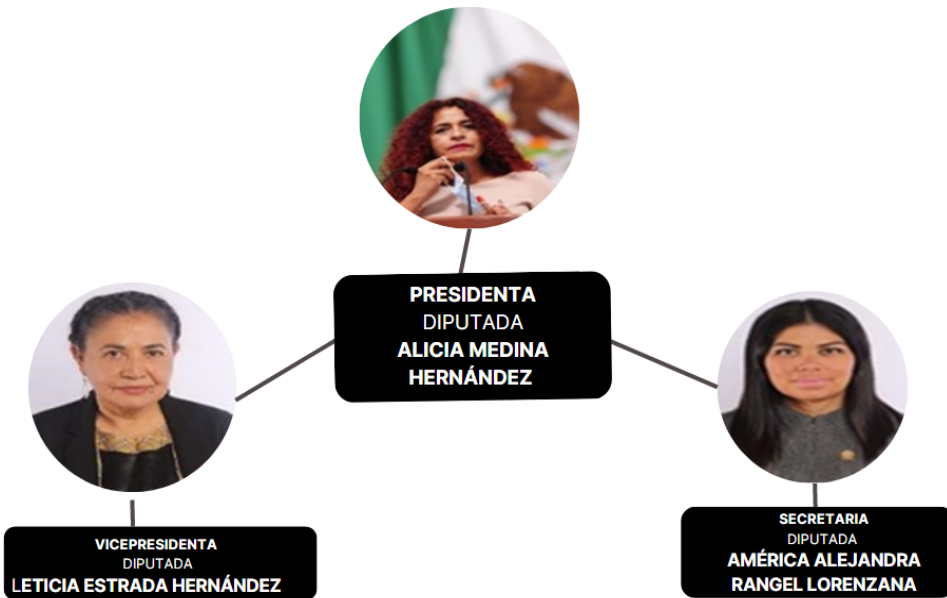 PRESIDENTA
DIPUTADA
ALICIA MEDINA
HERNÁNDEZ
VICEPRESIDENTA
DIPUTADA
LETICIA ESTRADA HERNÁNDEZ
SECRETARIA
DIPUTADA
AMÉRICA ALEJANDRA
RANGEL LORENZANA